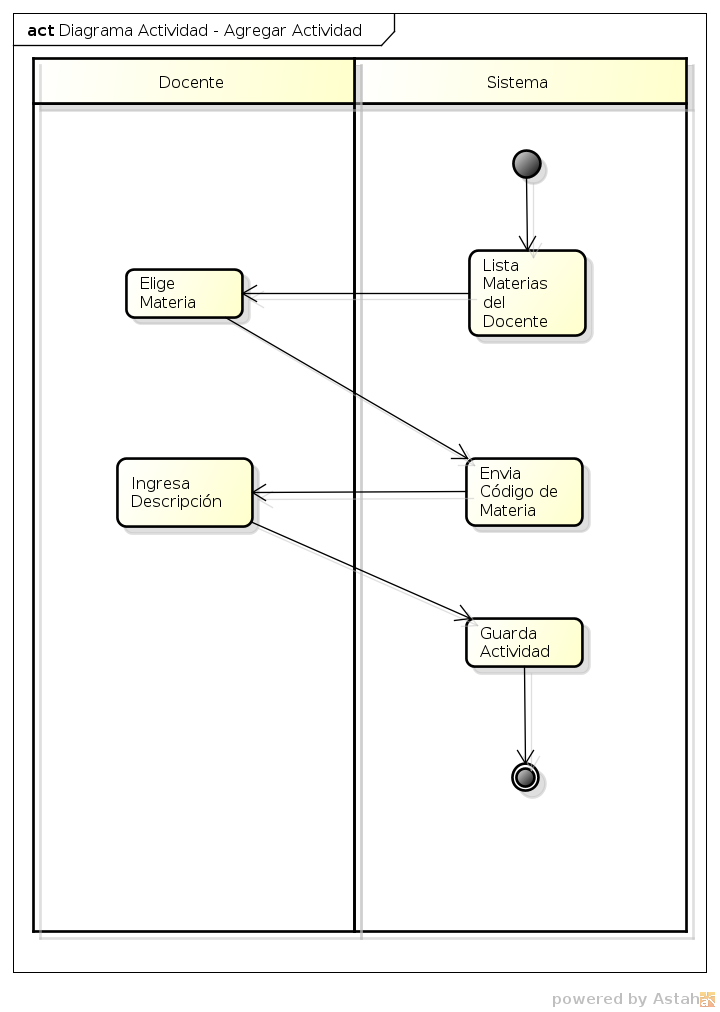 act Diagrama Actividad - Agregar Actividad
Docente
Sistema
Lista
Materias
del
Docente
Elige
Materia
Envia
Código de
Materia
Ingresa
Descripción
Guarda
Actividad
powered by Astah